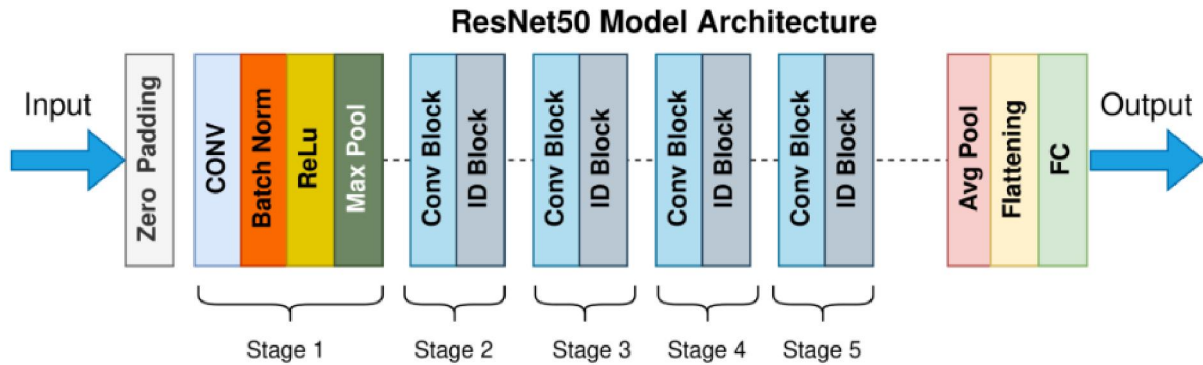 ResNet50 Model Architecture
Input
Zero Padding
CONV
Batch Norm
ReLu
Max Pool
Conv Block
ID Block
Conv Block
ID Block
Conv Block
ID Block
Conv Block
ID Block
Avg Pool
Flattening
FC
Output
Stage 1
Stage 2
Stage 3
Stage 4
Stage 5